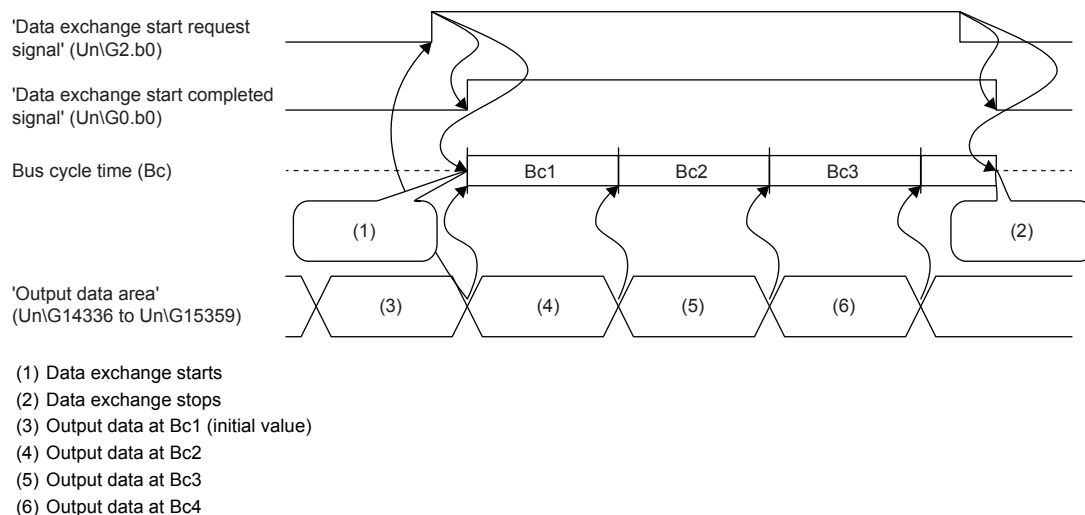 'Data exchange start request
signal' (Un\G2.b0)
'Data exchange start completed
signal' (Un\G0.b0)
Bus cycle time (Bc)
Bc1
Bc2
Bc3
(1)
(2)
'Output data area'
(Un\G14336 to Un\G15359)
(3)
(4)
(5)
(6)
(1) Data exchange starts
(2) Data exchange stops
(3) Output data at Bc1 (initial value)
(4) Output data at Bc2
(5) Output data at Bc3
(6) Output data at Bc4